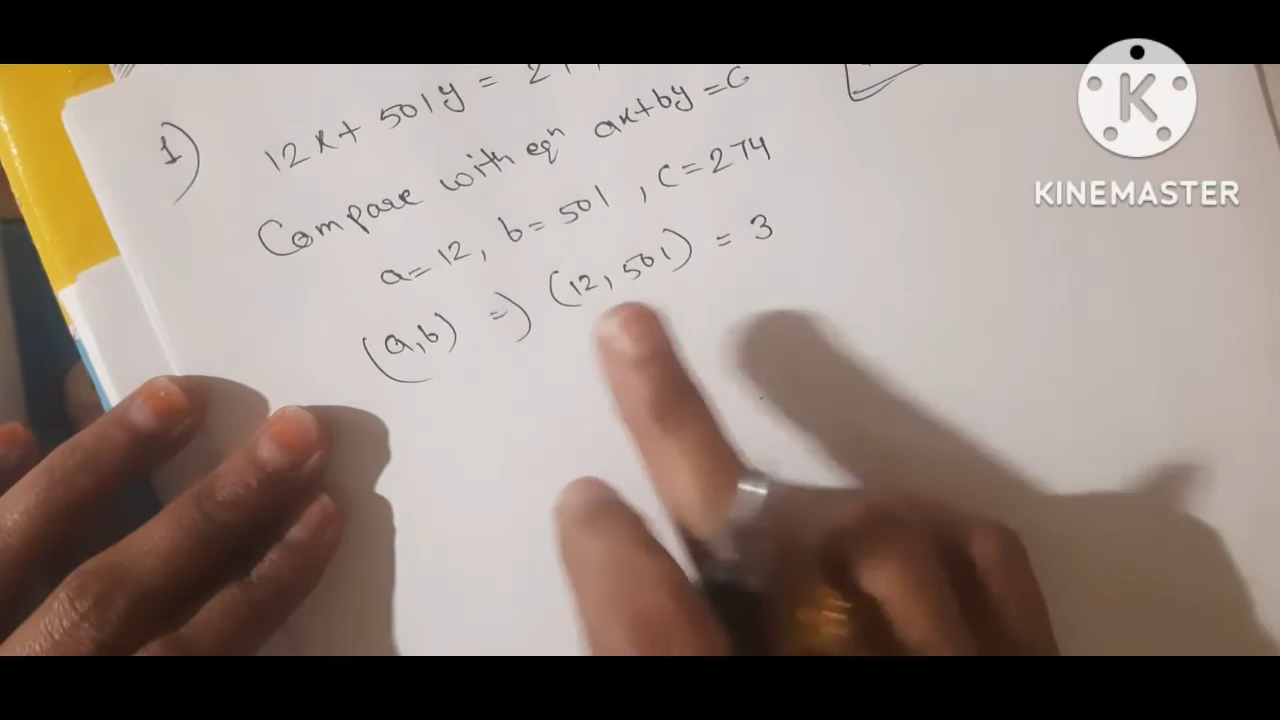 1) 12x + 501y =
Compare with eqn ax+by = C
a=12, b= 501, C=274
(a,b) =) (12, 501) = 3
K
KINEMASTER